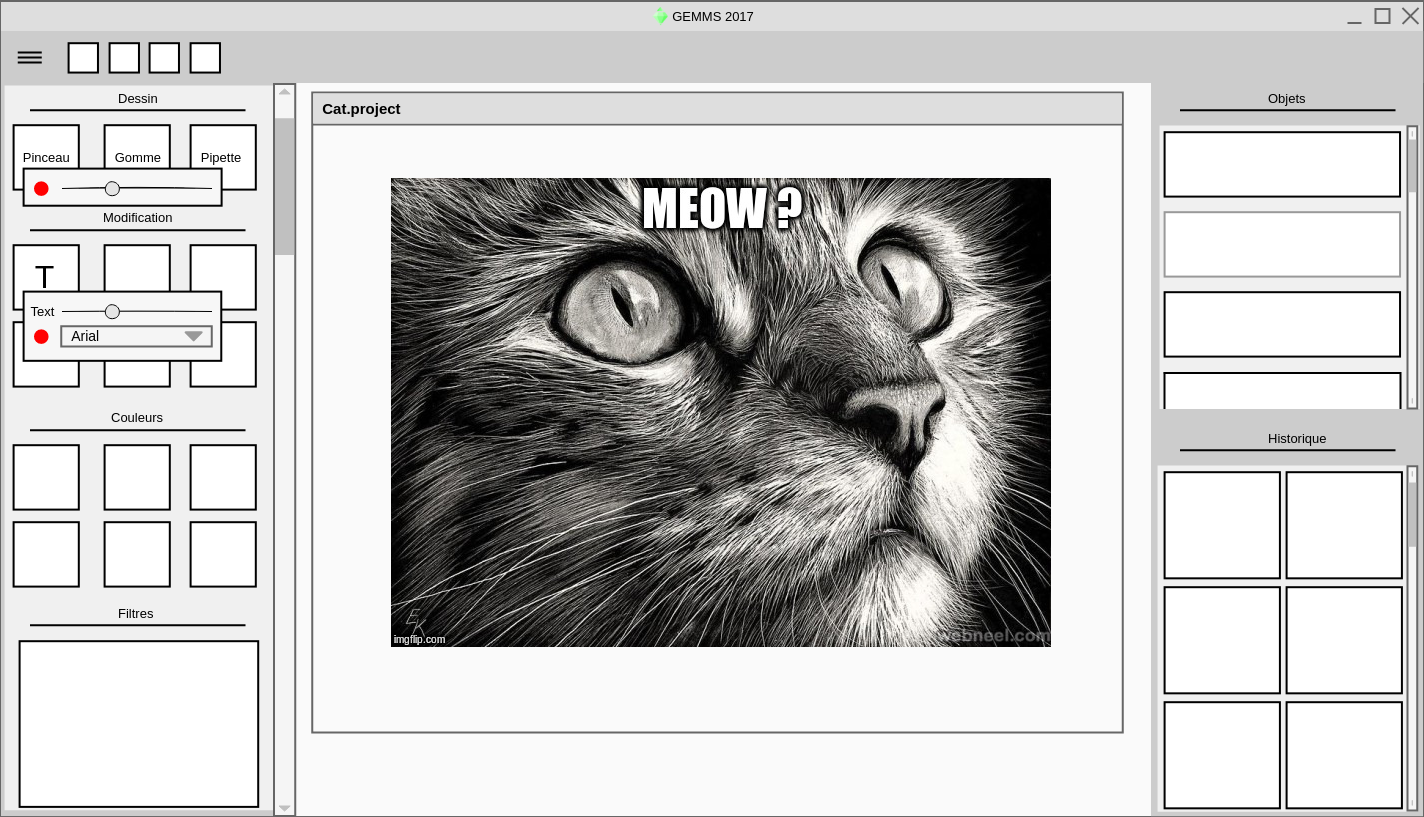 GEMMS 2017
Dessin
Pinceau
Gomme
Pipette
Modification
T
Text
Arial
Couleurs
Filtres
Cat.project
MEOW ?
EK
imgflip.com
webneel.com
Objets
Historique